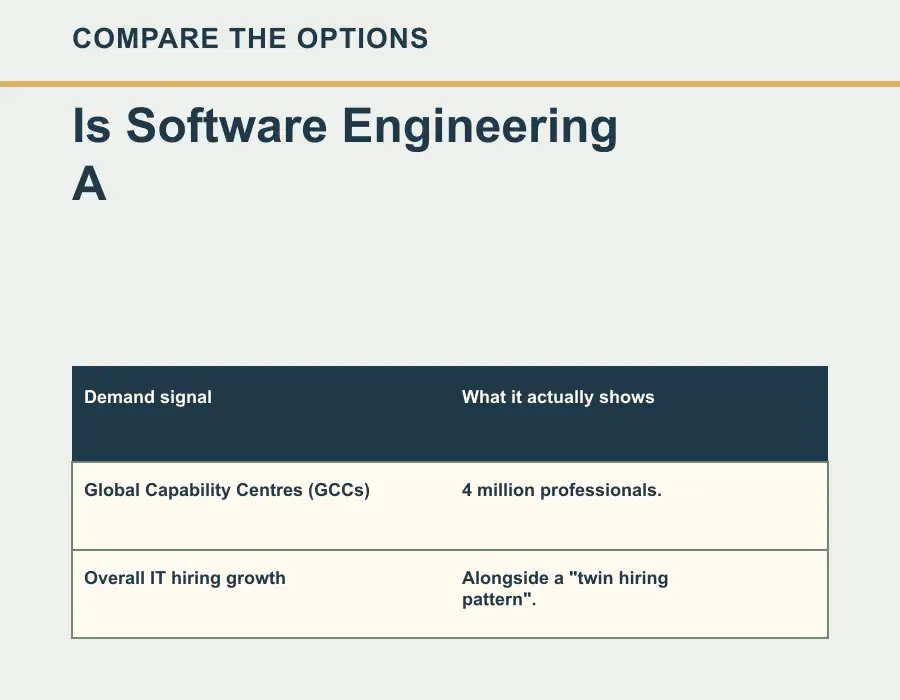 COMPARE THE OPTIONS
Is Software Engineering
A
Demand signal
What it actually shows
Global Capability Centres (GCCs)
4 million professionals.
Overall IT hiring growth
Alongside a "twin hiring
pattern".